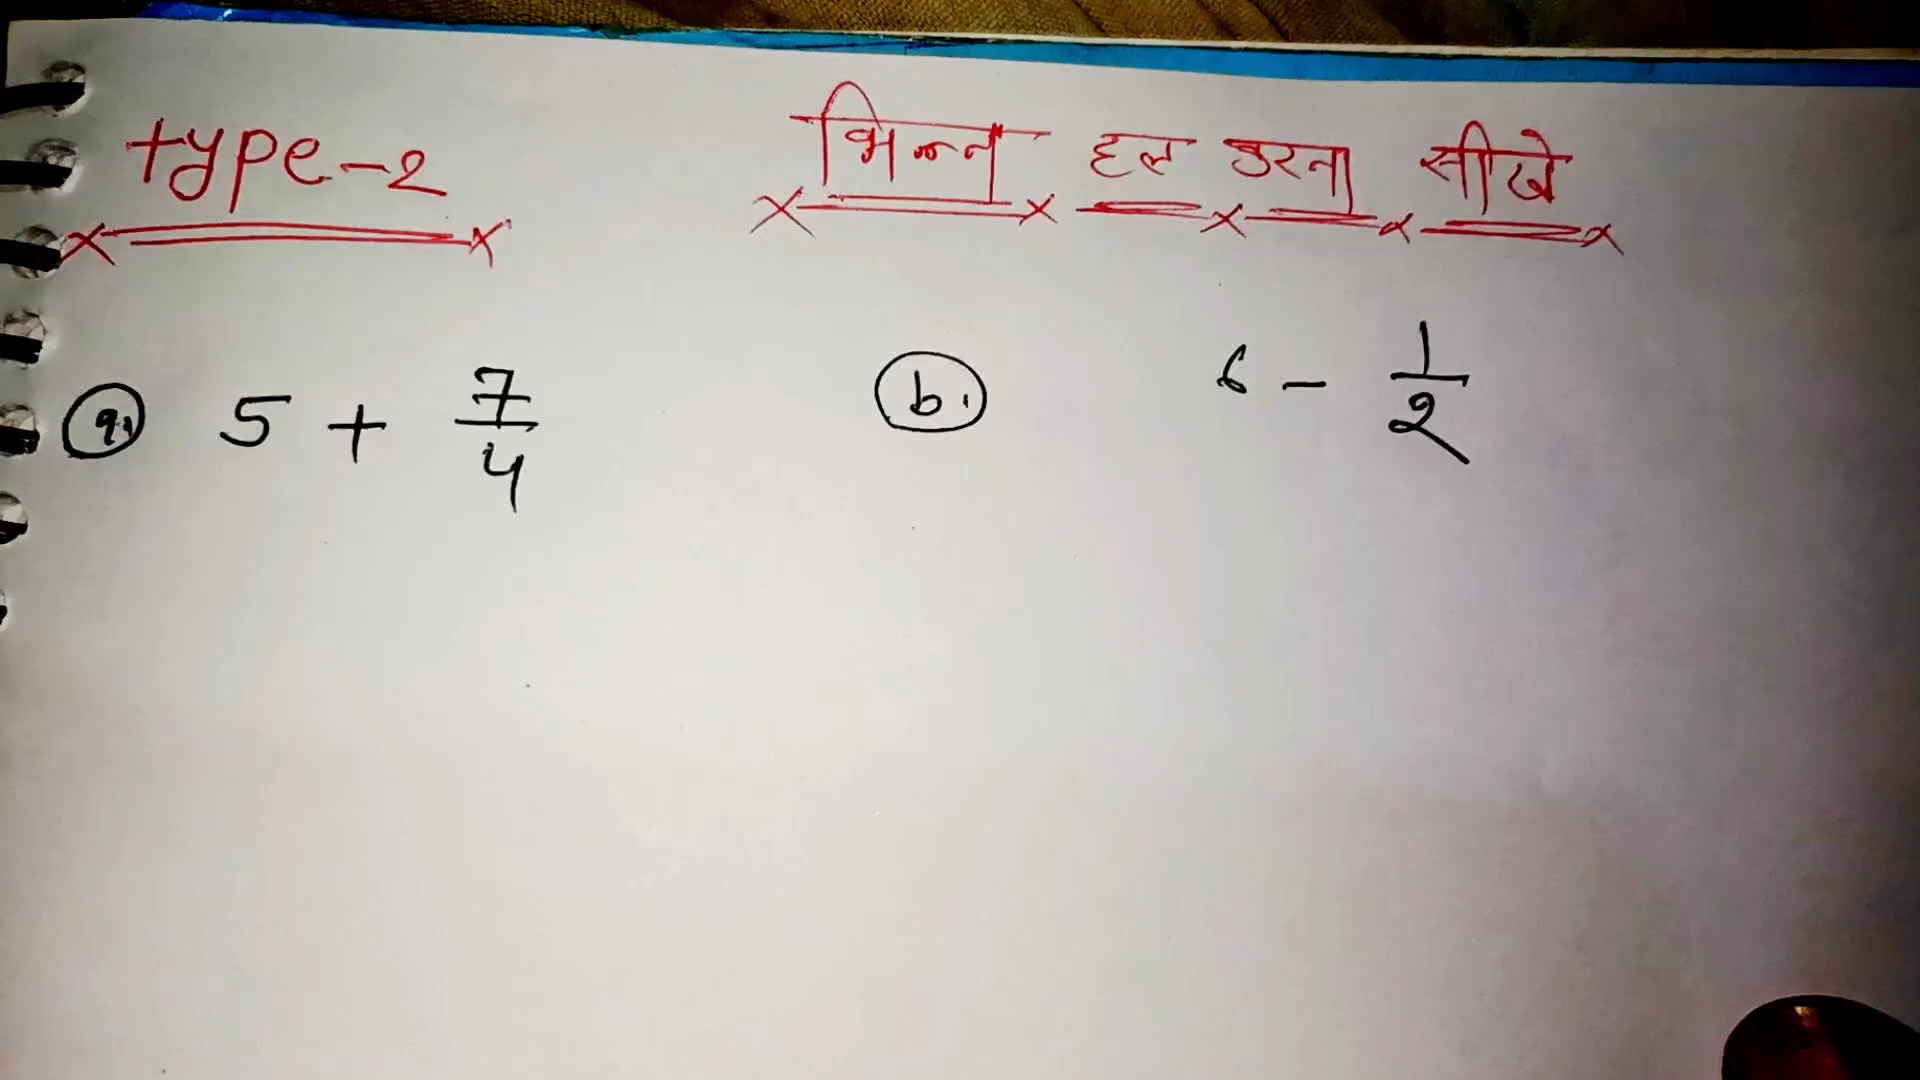 type-2
भिन्न हल करना सीखे
a. 5 + 7/4
b. 6 - 1/2